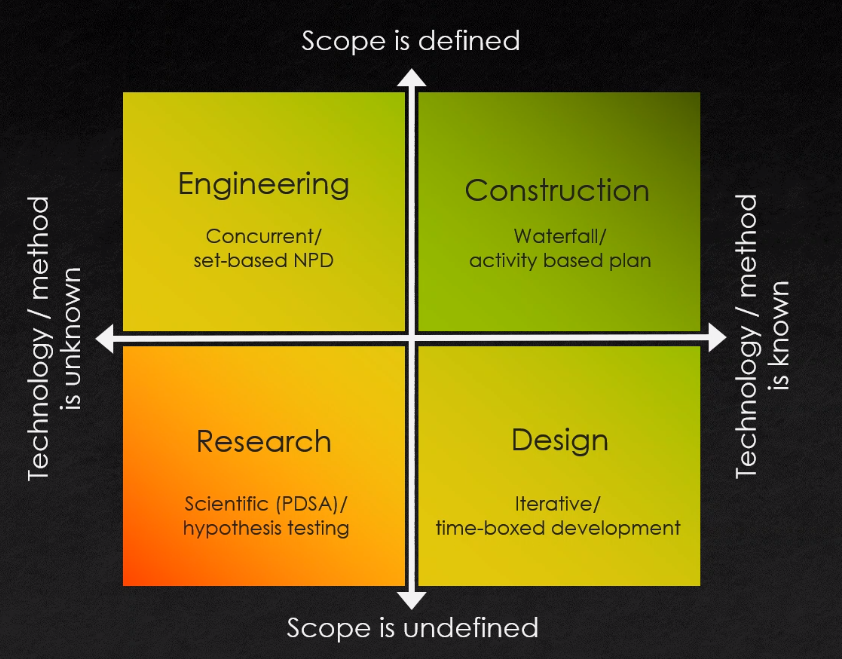 Scope is defined
Engineering
Concurrent/
set-based NPD
Construction
Waterfall/
activity based plan
Technology / method
is unknown
Technology / method
is known
Research
Scientific (PDSA)/
hypothesis testing
Design
Iterative/
time-boxed development
Scope is undefined